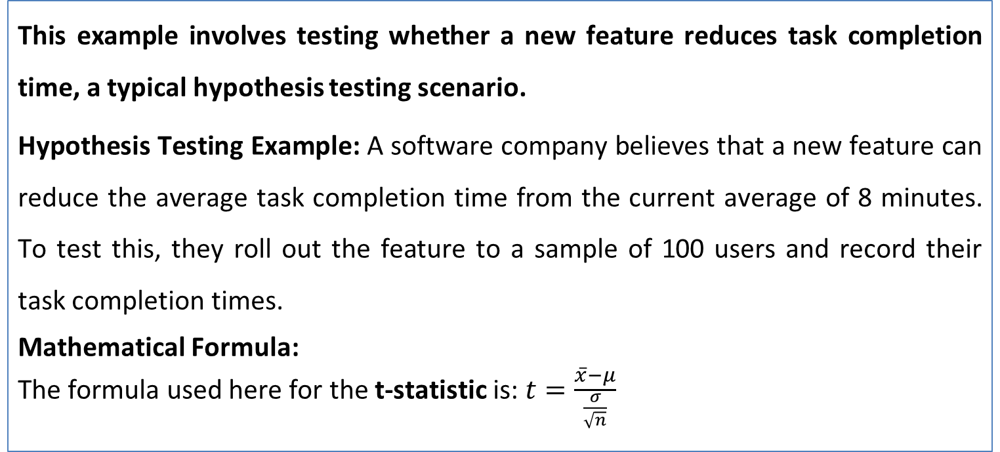 This example involves testing whether a new feature reduces task completion
time, a typical hypothesis testing scenario.
Hypothesis Testing Example: A software company believes that a new feature can
reduce the average task completion time from the current average of 8 minutes.
To test this, they roll out the feature to a sample of 100 users and record their
task completion times.
Mathematical Formula:
The formula used here for the t-statistic is: $t = \frac{\bar{x}-\mu}{\frac{\sigma}{\sqrt{n}}}$